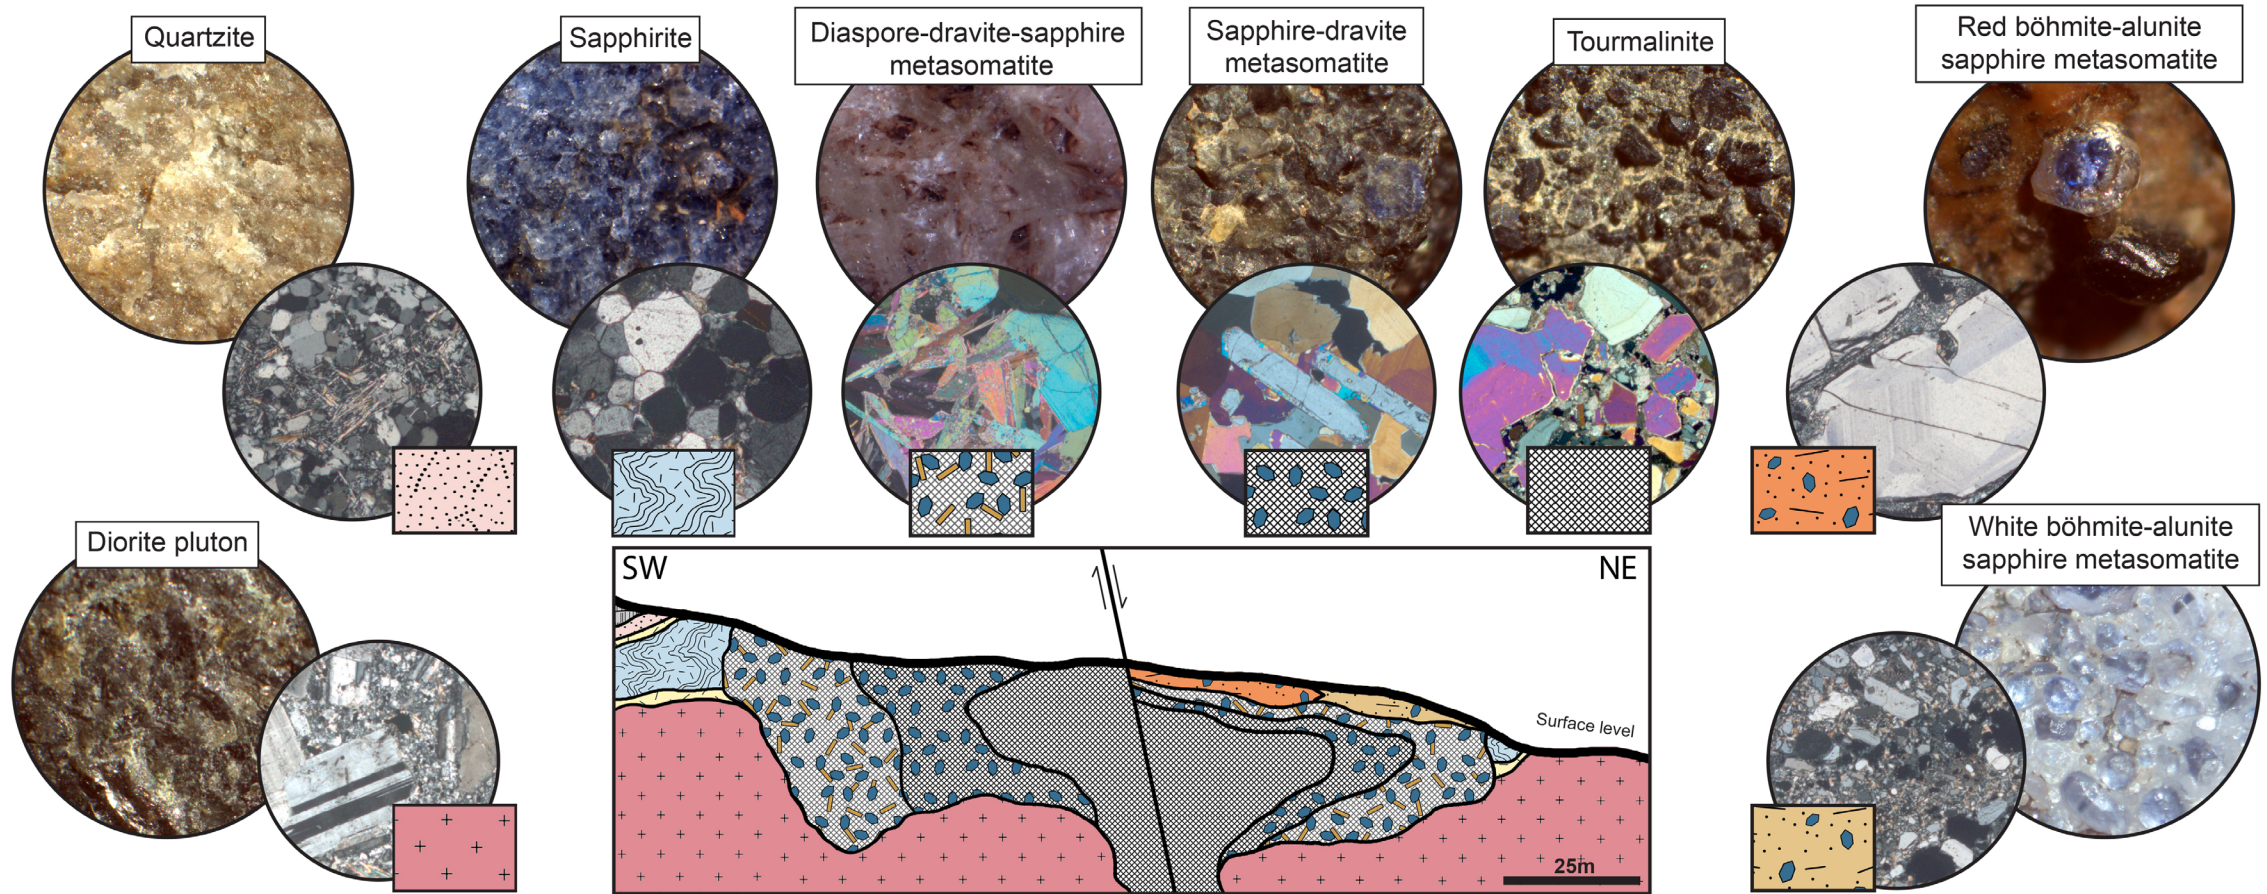 Quartzite
Sapphirite
Diaspore-dravite-sapphire
metasomatite
Sapphire-dravite
metasomatite
Tourmalinite
Red böhmite-alunite
sapphire metasomatite
Diorite pluton
White böhmite-alunite
sapphire metasomatite
SW
NE
Surface level
25m